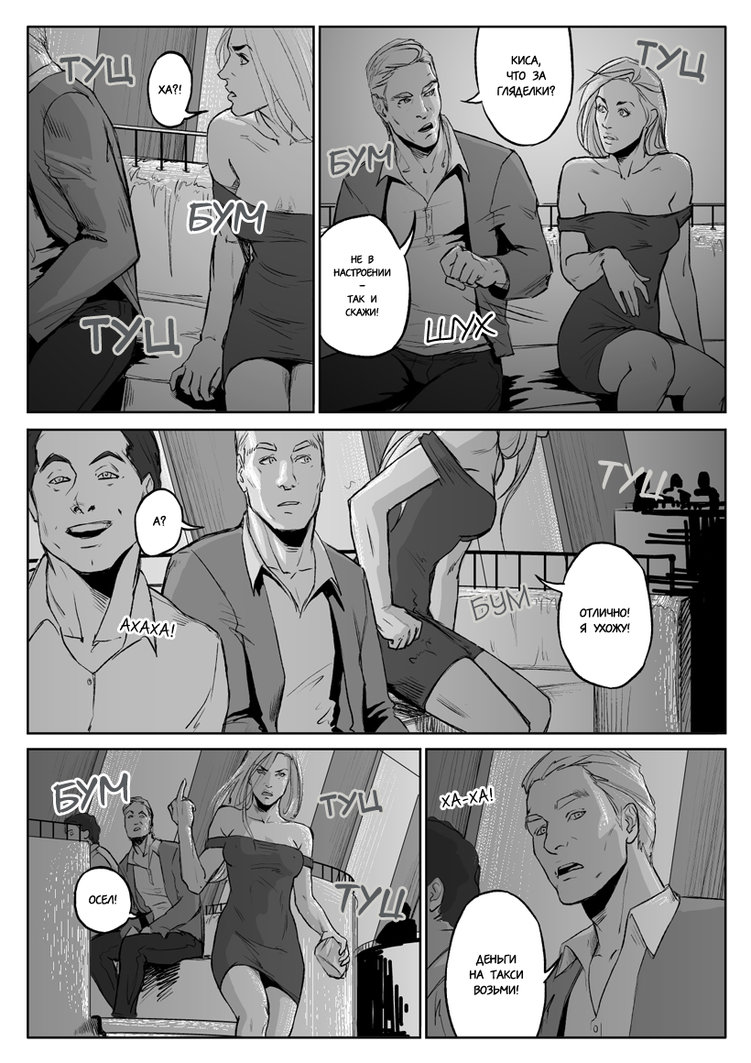 ТУЦ
ХА?!
БУМ
ТУЦ
КИСА,
ЧТО ЗА
ГЛЯДЕЛКИ?
ТУЦ
БУМ
НЕ В
НАСТРОЕНИИ
–
ТАК И
СКАЖИ!
ШУХ
А?
АХАХА!
ТУЦ
БУМ
ОТЛИЧНО!
Я УХОЖУ!
БУМ
ТУЦ
ОСЕЛ!
ТУЦ
ХА-ХА!
ДЕНЬГИ
НА ТАКСИ
ВОЗЬМИ!